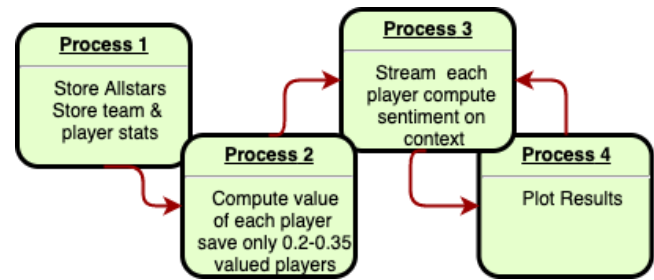 Process 1
Store Allstars
Store team &
player stats
Process 2
Compute value
of each player
save only 0.2-0.35
valued players
Process 3
Stream each
player compute
sentiment on
context
Process 4
Plot Results